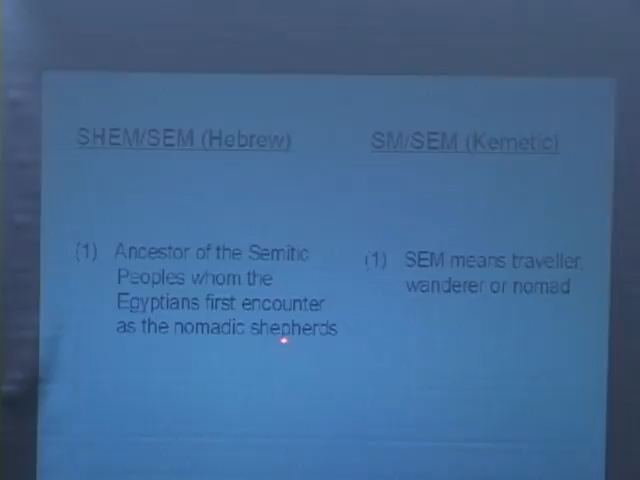 SHEM/SEM (Hebrew)
SM/SEM (Kemetic)
(1) Ancestor of the Semitic
Peoples whom the
Egyptians first encounter
as the nomadic shepherds
(1) SEM means traveller,
wanderer or nomad